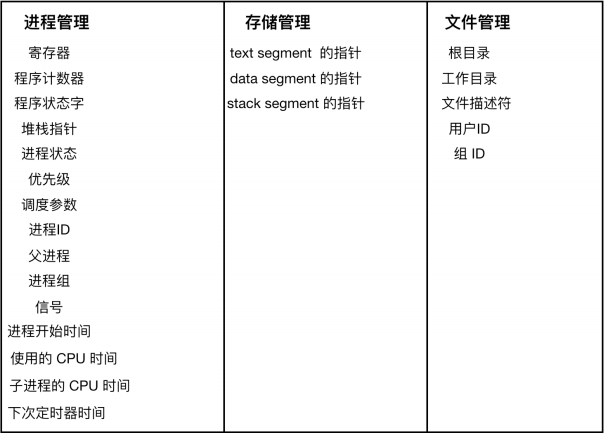 进程管理
寄存器
程序计数器
程序状态字
堆栈指针
进程状态
优先级
调度参数
进程ID
父进程
进程组
信号
进程开始时间
使用的 CPU 时间
子进程的 CPU 时间
下次定时器时间
存储管理
text segment 的指针
data segment 的指针
stack segment 的指针
文件管理
根目录
工作目录
文件描述符
用户ID
组 ID